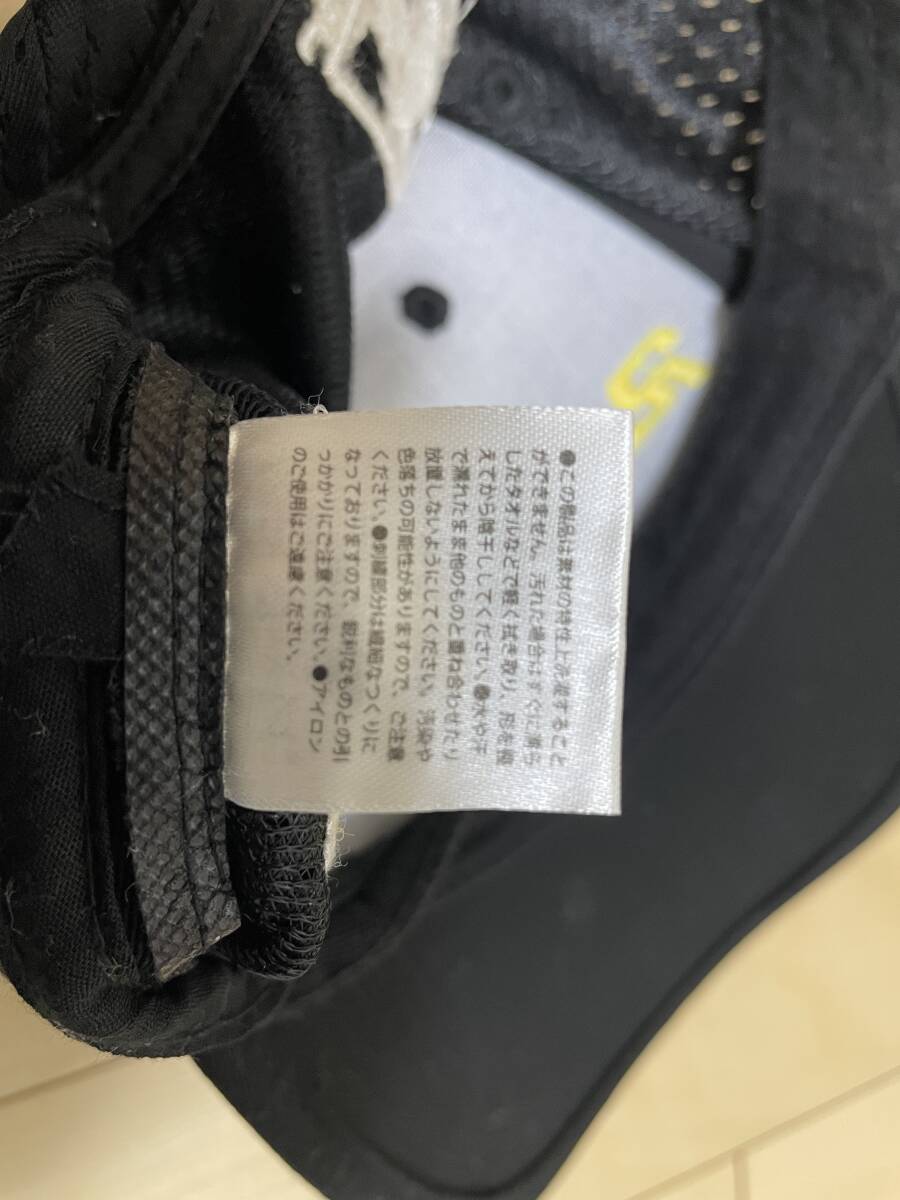 ●この商品は素材の特性上洗濯すること
ができません。汚れた場合はすぐに濡ら
したタオルなどで軽く拭き取り、形を整
えてから陰干ししてください。●水や汗
で濡れたまま他のものと重ね合わせたり
放置しないようにしてください。汚染や
色落ちの可能性がありますので、ご注意
ください。●刺繍部分は繊細なつくりに
なっておりますので、鋭利なものとの引
っかかりにご注意ください。●アイロン
のご使用はご遠慮ください。